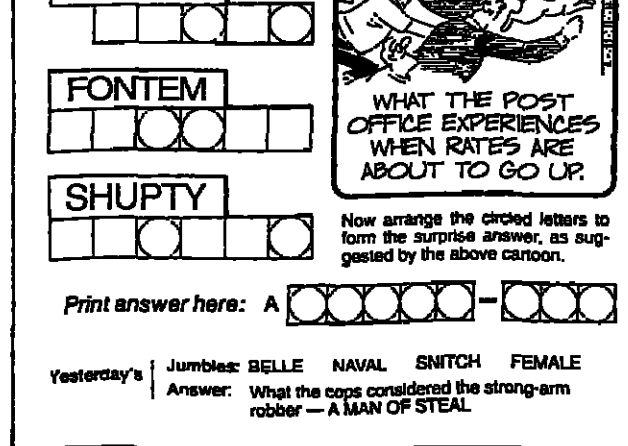 FONTEM
SHUPTY
WHAT THE POST
OFFICE EXPERIENCES
WHEN RATES ARE
ABOUT TO GO UP.
Now arrange the circled letters to
form the surprise answer, as sug-
gested by the above cartoon.
Print answer here: A
-
Yesterday's
Jumbles: BELLE NAVAL SNITCH FEMALE
Answer: What the cops considered the strong-arm
robber — A MAN OF STEAL